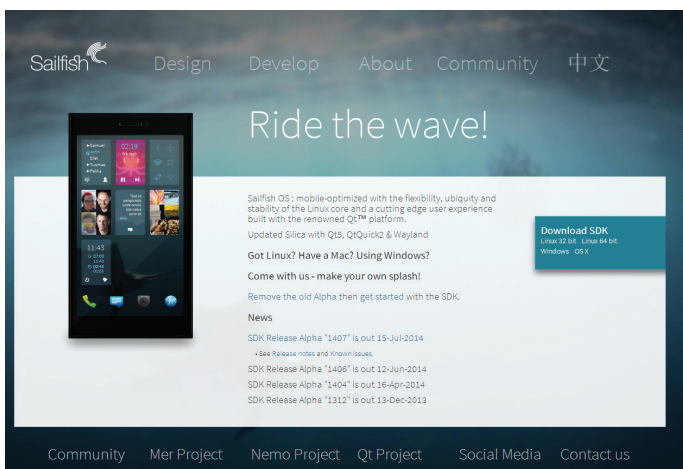 Sailfish
Design Develop About Community 中文
Ride the wave!
Samuel
Eliel
Tuomas
Pekka
02:19
11:43
Sailfish OS : mobile-optimized with the flexibility, ubiquity and
stability of the Linux core and a cutting edge user experience
built with the renowned Qt™ platform.
Updated Silica with Qt5, QtQuick2 & Wayland
Got Linux? Have a Mac? Using Windows?
Come with us - make your own splash!
Remove the old Alpha then get started with the SDK.
News
SDK Release Alpha "1407" is out 15-Jul-2014
• See Release notes and Known issues.
SDK Release Alpha "1406" is out 12-Jun-2014
SDK Release Alpha "1404" is out 16-Apr-2014
SDK Release Alpha "1312" is out 13-Dec-2013
Download SDK
Linux 32 bit Linux 64 bit
Windows OS X
Community Mer Project Nemo Project Qt Project Social Media Contact us